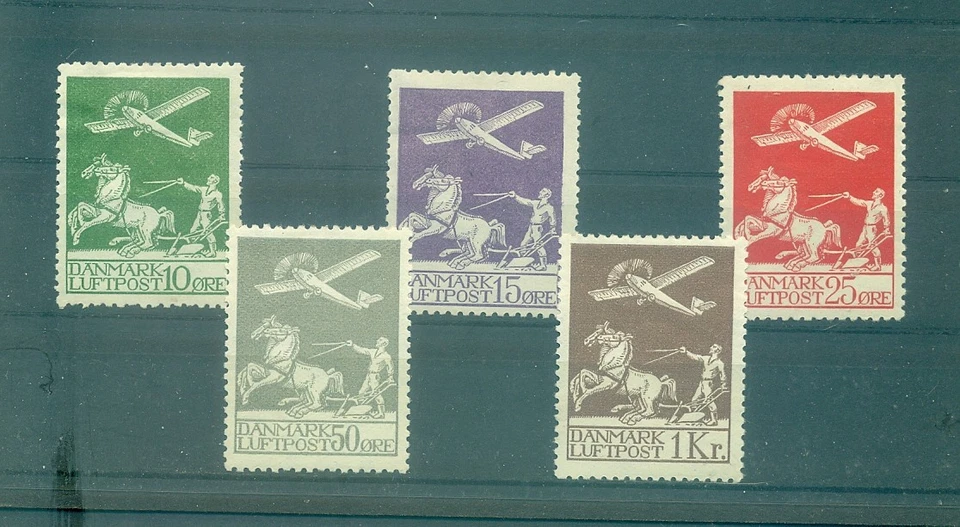 DANMARK 10 ØRE
LUFTPOST
DANMARK 15 ØRE
LUFTPOST
DANMARK 25 ØRE
LUFTPOST
DANMARK 50 ØRE
LUFTPOST
DANMARK 1 Kr.
LUFTPOST